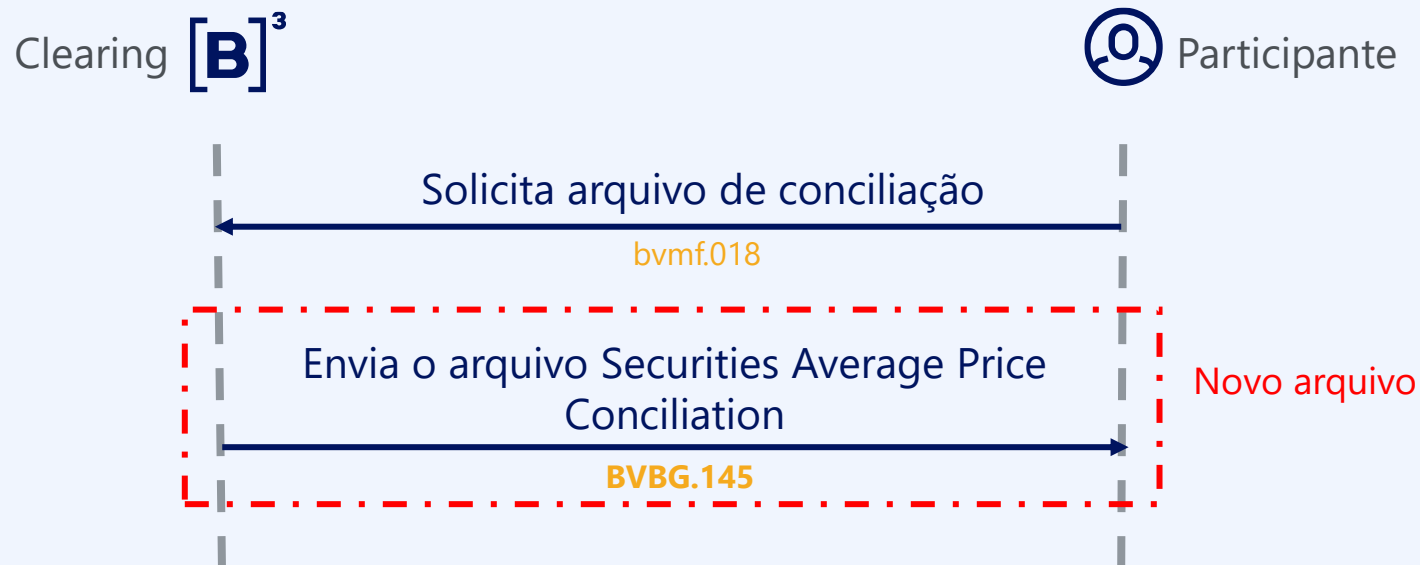 Clearing [B]³
Participante
Solicita arquivo de conciliação
bvmf.018
Envia o arquivo Securities Average Price
Conciliation
BVBG.145
Novo arquivo